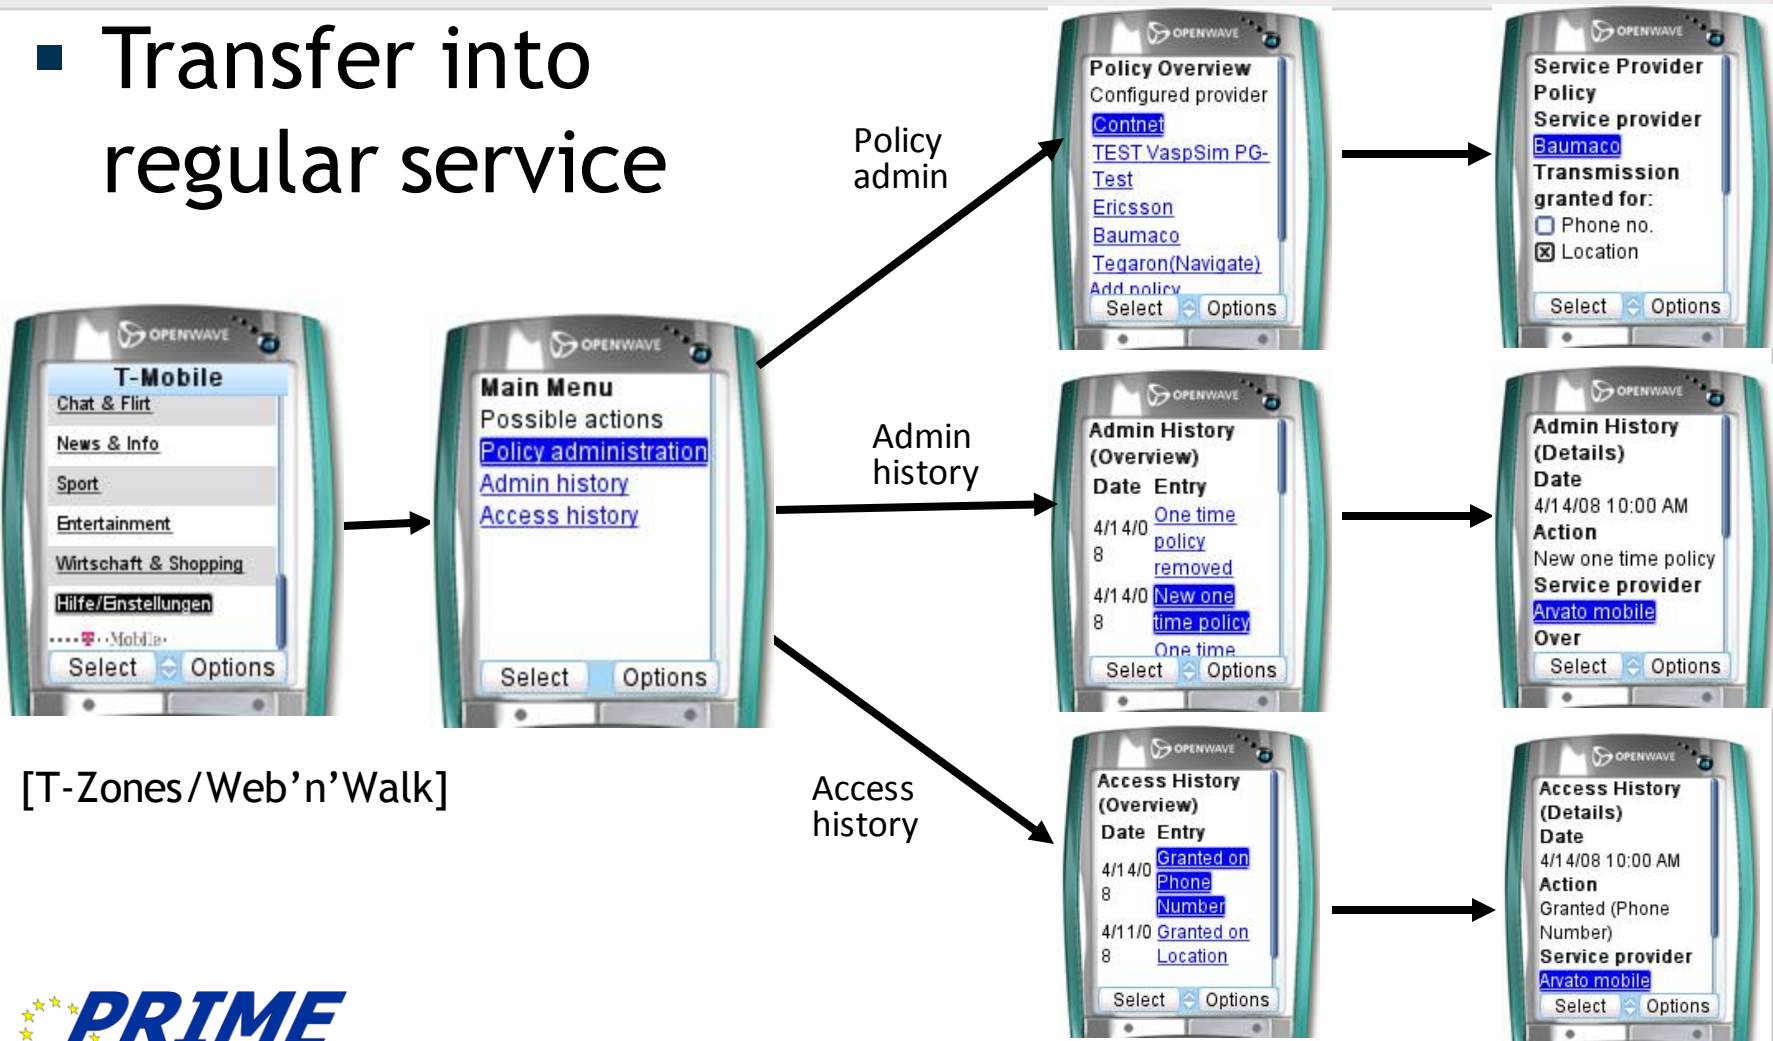 ▪ Transfer into
regular service
OPENWAVE
T-Mobile
Chat & Flirt
News & Info
Sport
Entertainment
Wirtschaft & Shopping
Hilfe/Einstellungen
····T··Mobile·
Select
Options
[T-Zones/Web’n’Walk]
PRIME
OPENWAVE
Main Menu
Possible actions
Policy administration
Admin history
Access history
Select
Options
Policy
admin
OPENWAVE
Policy Overview
Configured provider
Contnet
TEST VaspSim PG-
Test
Ericsson
Baumaco
Tegaron(Navigate)
Add policy
Select
Options
OPENWAVE
Service Provider
Policy
Service provider
Baumaco
Transmission
granted for:
Phone no.
Location
Select
Options
Admin
history
OPENWAVE
Admin History
(Overview)
Date Entry
4/14/0 One time
8 policy
removed
4/14/0 New one
8 time policy
One time
Select
Options
OPENWAVE
Admin History
(Details)
Date
4/14/08 10:00 AM
Action
New one time policy
Service provider
Arvato mobile
Over
Select
Options
Access
history
OPENWAVE
Access History
(Overview)
Date Entry
4/14/0 Granted on
8 Phone
Number
4/11/0 Granted on
8 Location
Select
Options
OPENWAVE
Access History
(Details)
Date
4/14/08 10:00 AM
Action
Granted (Phone
Number)
Service provider
Arvato mobile
Select
Options